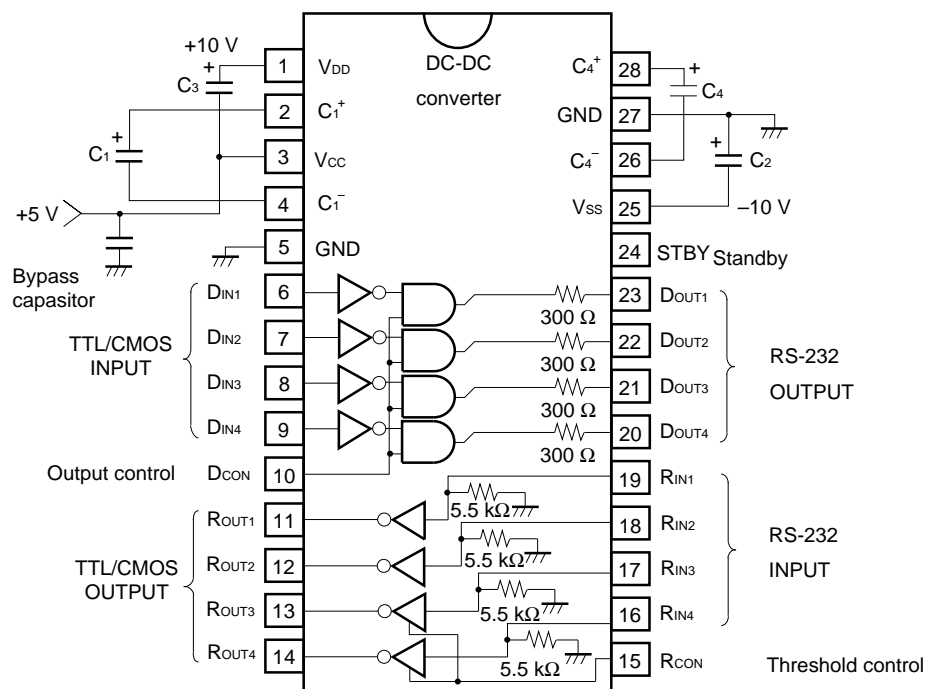 +10 V
+
C3
1
VDD
DC-DC
converter
C4+
28
+
C4
2
C1+
GND
27
+
C1
3
VCC
C4−
26
+
C2
+5 V
4
C1−
VSS
25
−10 V
5
GND
24
STBY Standby
Bypass
capasitor
TTL/CMOS
INPUT
DIN1
6
300 Ω
23
DOUT1
DIN2
7
300 Ω
22
DOUT2
DIN3
8
300 Ω
21
DOUT3
DIN4
9
300 Ω
20
DOUT4
RS-232
OUTPUT
Output control
DCON
10
5.5 kΩ
19
RIN1
TTL/CMOS
OUTPUT
ROUT1
11
5.5 kΩ
18
RIN2
ROUT2
12
5.5 kΩ
17
RIN3
ROUT3
13
5.5 kΩ
16
RIN4
RS-232
INPUT
ROUT4
14
15
RCON
Threshold control